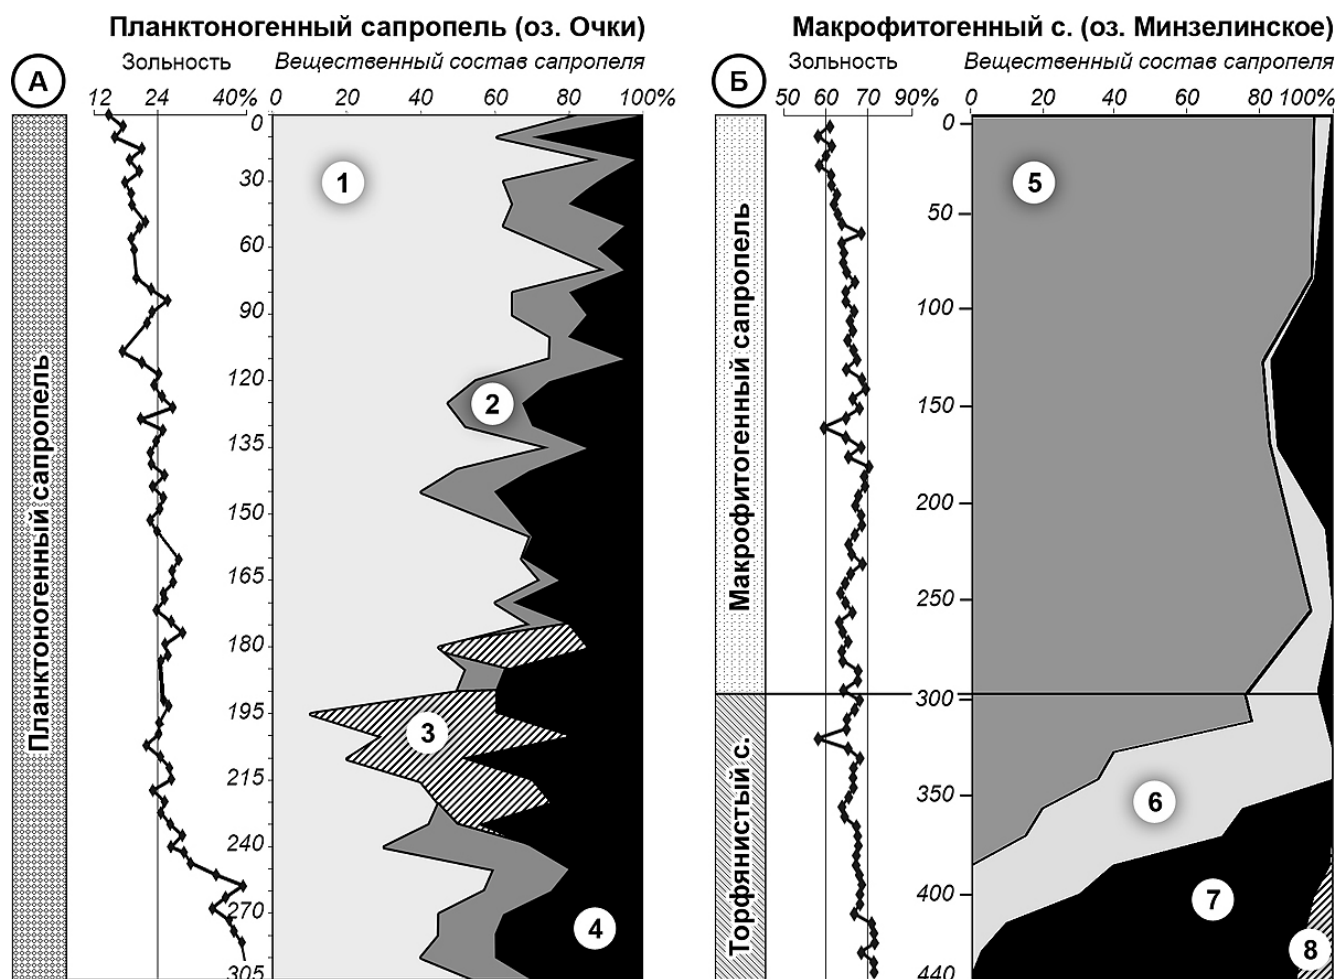 Планктоногенный сапропель (оз. Очки)
Зольность
Вещественный состав сапропеля
А
12 24 40%
0 20 40 60 80 100%
Планктоногенный сапропель
0
30
60
90
120
135
150
165
180
195
215
240
270
305
1
2
3
4
Макрофитогенный с. (оз. Минзелинское)
Зольность
Вещественный состав сапропеля
Б
50 60 70 90%
0 20 40 60 80 100%
Макрофитогенный сапропель
Торфянистый с.
0
50
100
150
200
250
300
350
400
440
5
6
7
8